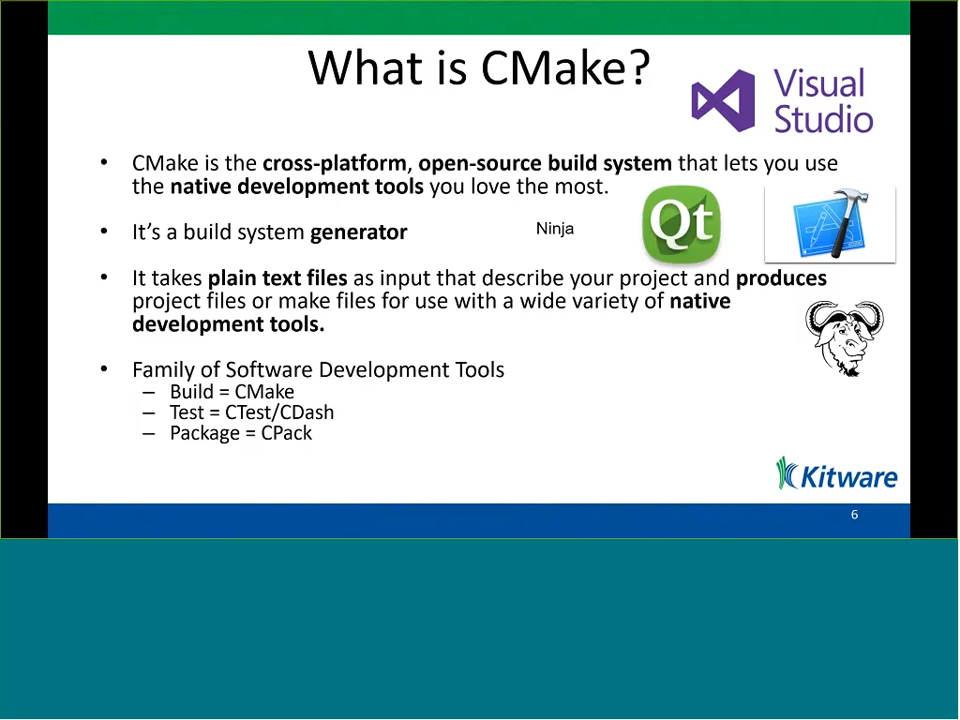 What is CMake?
Visual
Studio
• CMake is the cross-platform, open-source build system that lets you use
the native development tools you love the most.
Qt
• It’s a build system generator
Ninja
• It takes plain text files as input that describe your project and produces
project files or make files for use with a wide variety of native
development tools.
• Family of Software Development Tools
– Build = CMake
– Test = CTest/CDash
– Package = CPack
Kitware
6